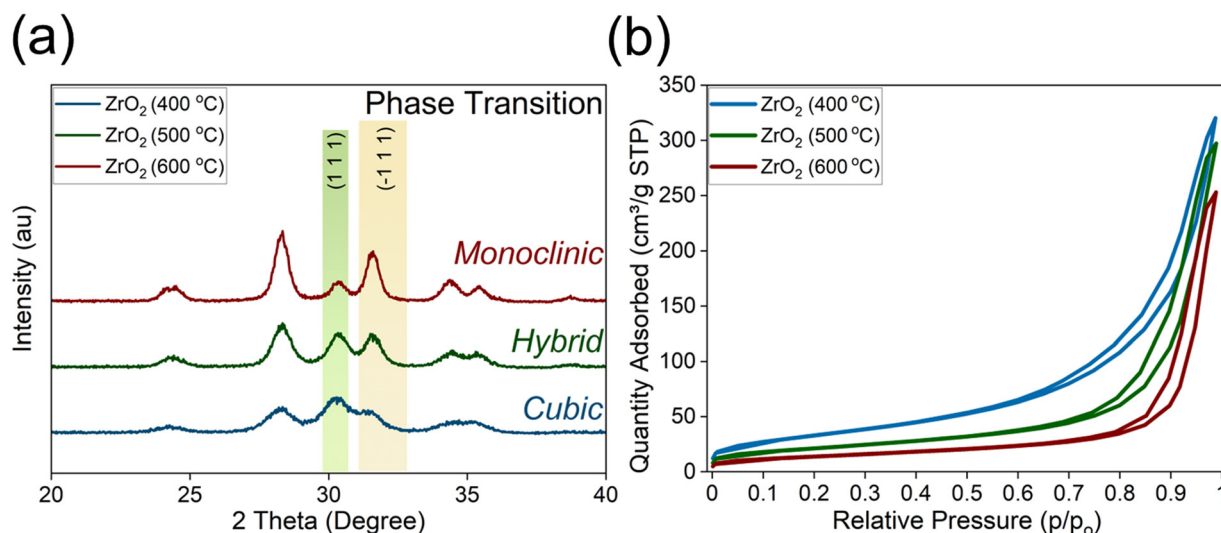 (a)
ZrO₂ (400 °C)
ZrO₂ (500 °C)
ZrO₂ (600 °C)
Phase Transition
(1 1 1)
(-1 1 1)
Monoclinic
Hybrid
Cubic
Intensity (au)
20 25 30 35 40
2 Theta (Degree)
(b)
350
300
250
200
150
100
50
0
ZrO₂ (400 °C)
ZrO₂ (500 °C)
ZrO₂ (600 °C)
Quantity Adsorbed (cm³/g STP)
0 0.1 0.2 0.3 0.4 0.5 0.6 0.7 0.8 0.9 1
Relative Pressure (p/pₒ)